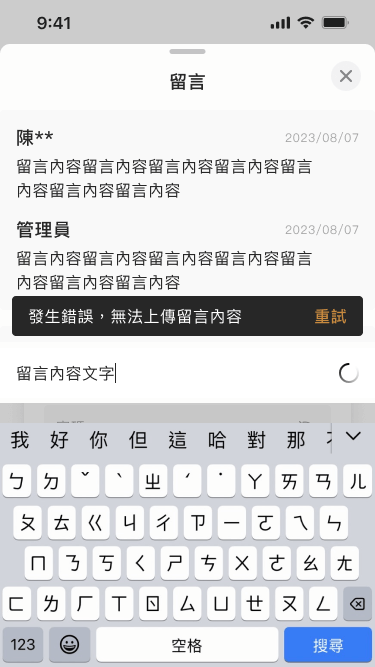 9:41
留言
陳**
2023/08/07
留言內容留言內容留言內容留言內容留言
內容留言內容留言內容
管理員
2023/08/07
留言內容留言內容留言內容留言內容留言
內容留言內容留言內容
發生錯誤，無法上傳留言內容
重試
留言內容文字
我 好 你 但 這 哈 對 那
ㄅ ㄉ ˇ ˋ ㄓ ˊ ˙ ㄚ ㄞ ㄢ ㄦ
ㄆ ㄊ ㄍ ㄐ ㄔ ㄗ ㄧ ㄛ ㄟ ㄣ
ㄇ ㄋ ㄎ ㄑ ㄕ ㄘ ㄨ ㄜ ㄠ ㄤ
ㄈ ㄌ ㄏ ㄒ ㄖ ㄙ ㄩ ㄝ ㄡ ㄥ
123
空格
搜尋